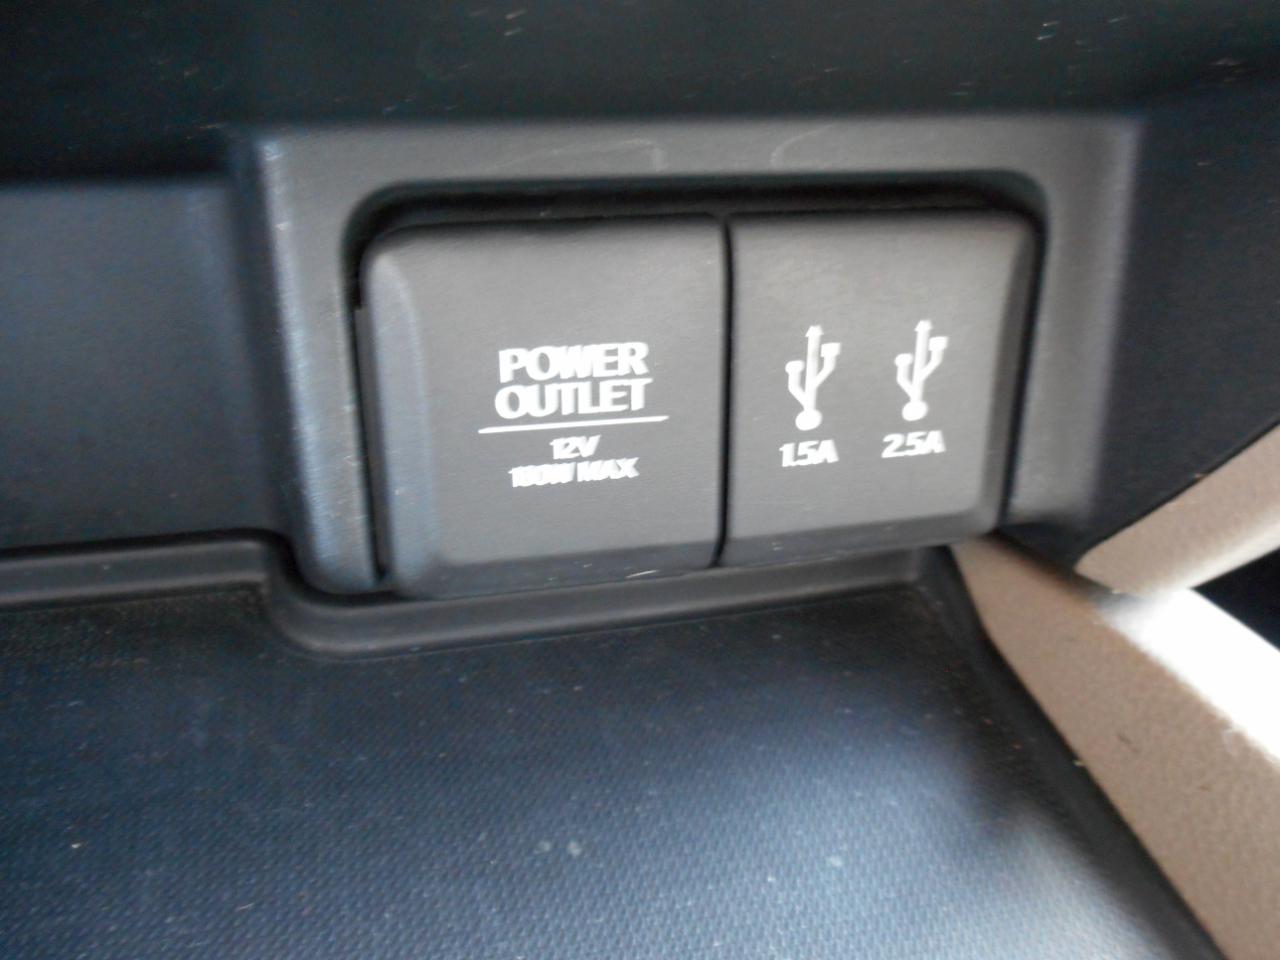 POWER
OUTLET
12V
180W MAX
1.5A
2.5A